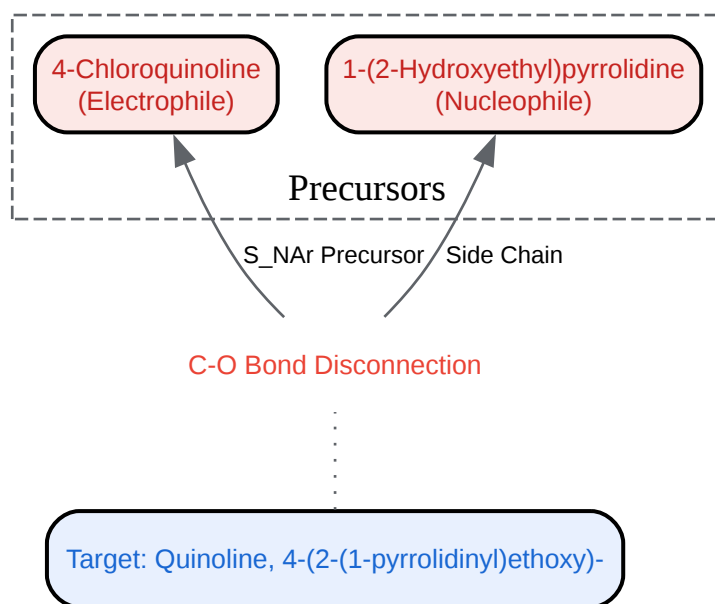 4-Chloroquinoline
(Electrophile)
1-(2-Hydroxyethyl)pyrrolidine
(Nucleophile)
Precursors
S_NAr Precursor
Side Chain
C-O Bond Disconnection
Target: Quinoline, 4-(2-(1-pyrrolidinyl)ethoxy)-